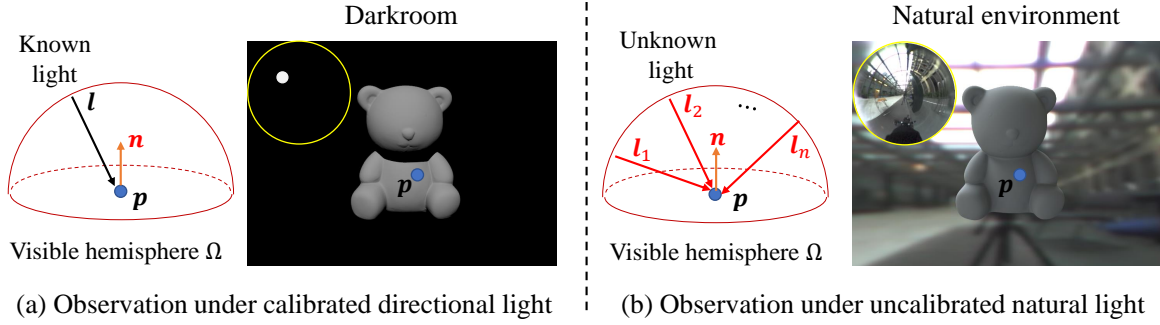 Darkroom
Known
light
l
n
p
p
Visible hemisphere Ω
(a) Observation under calibrated directional light
Natural environment
Unknown
light
l₂
...
l₁
n
lₙ
p
p
Visible hemisphere Ω
(b) Observation under uncalibrated natural light